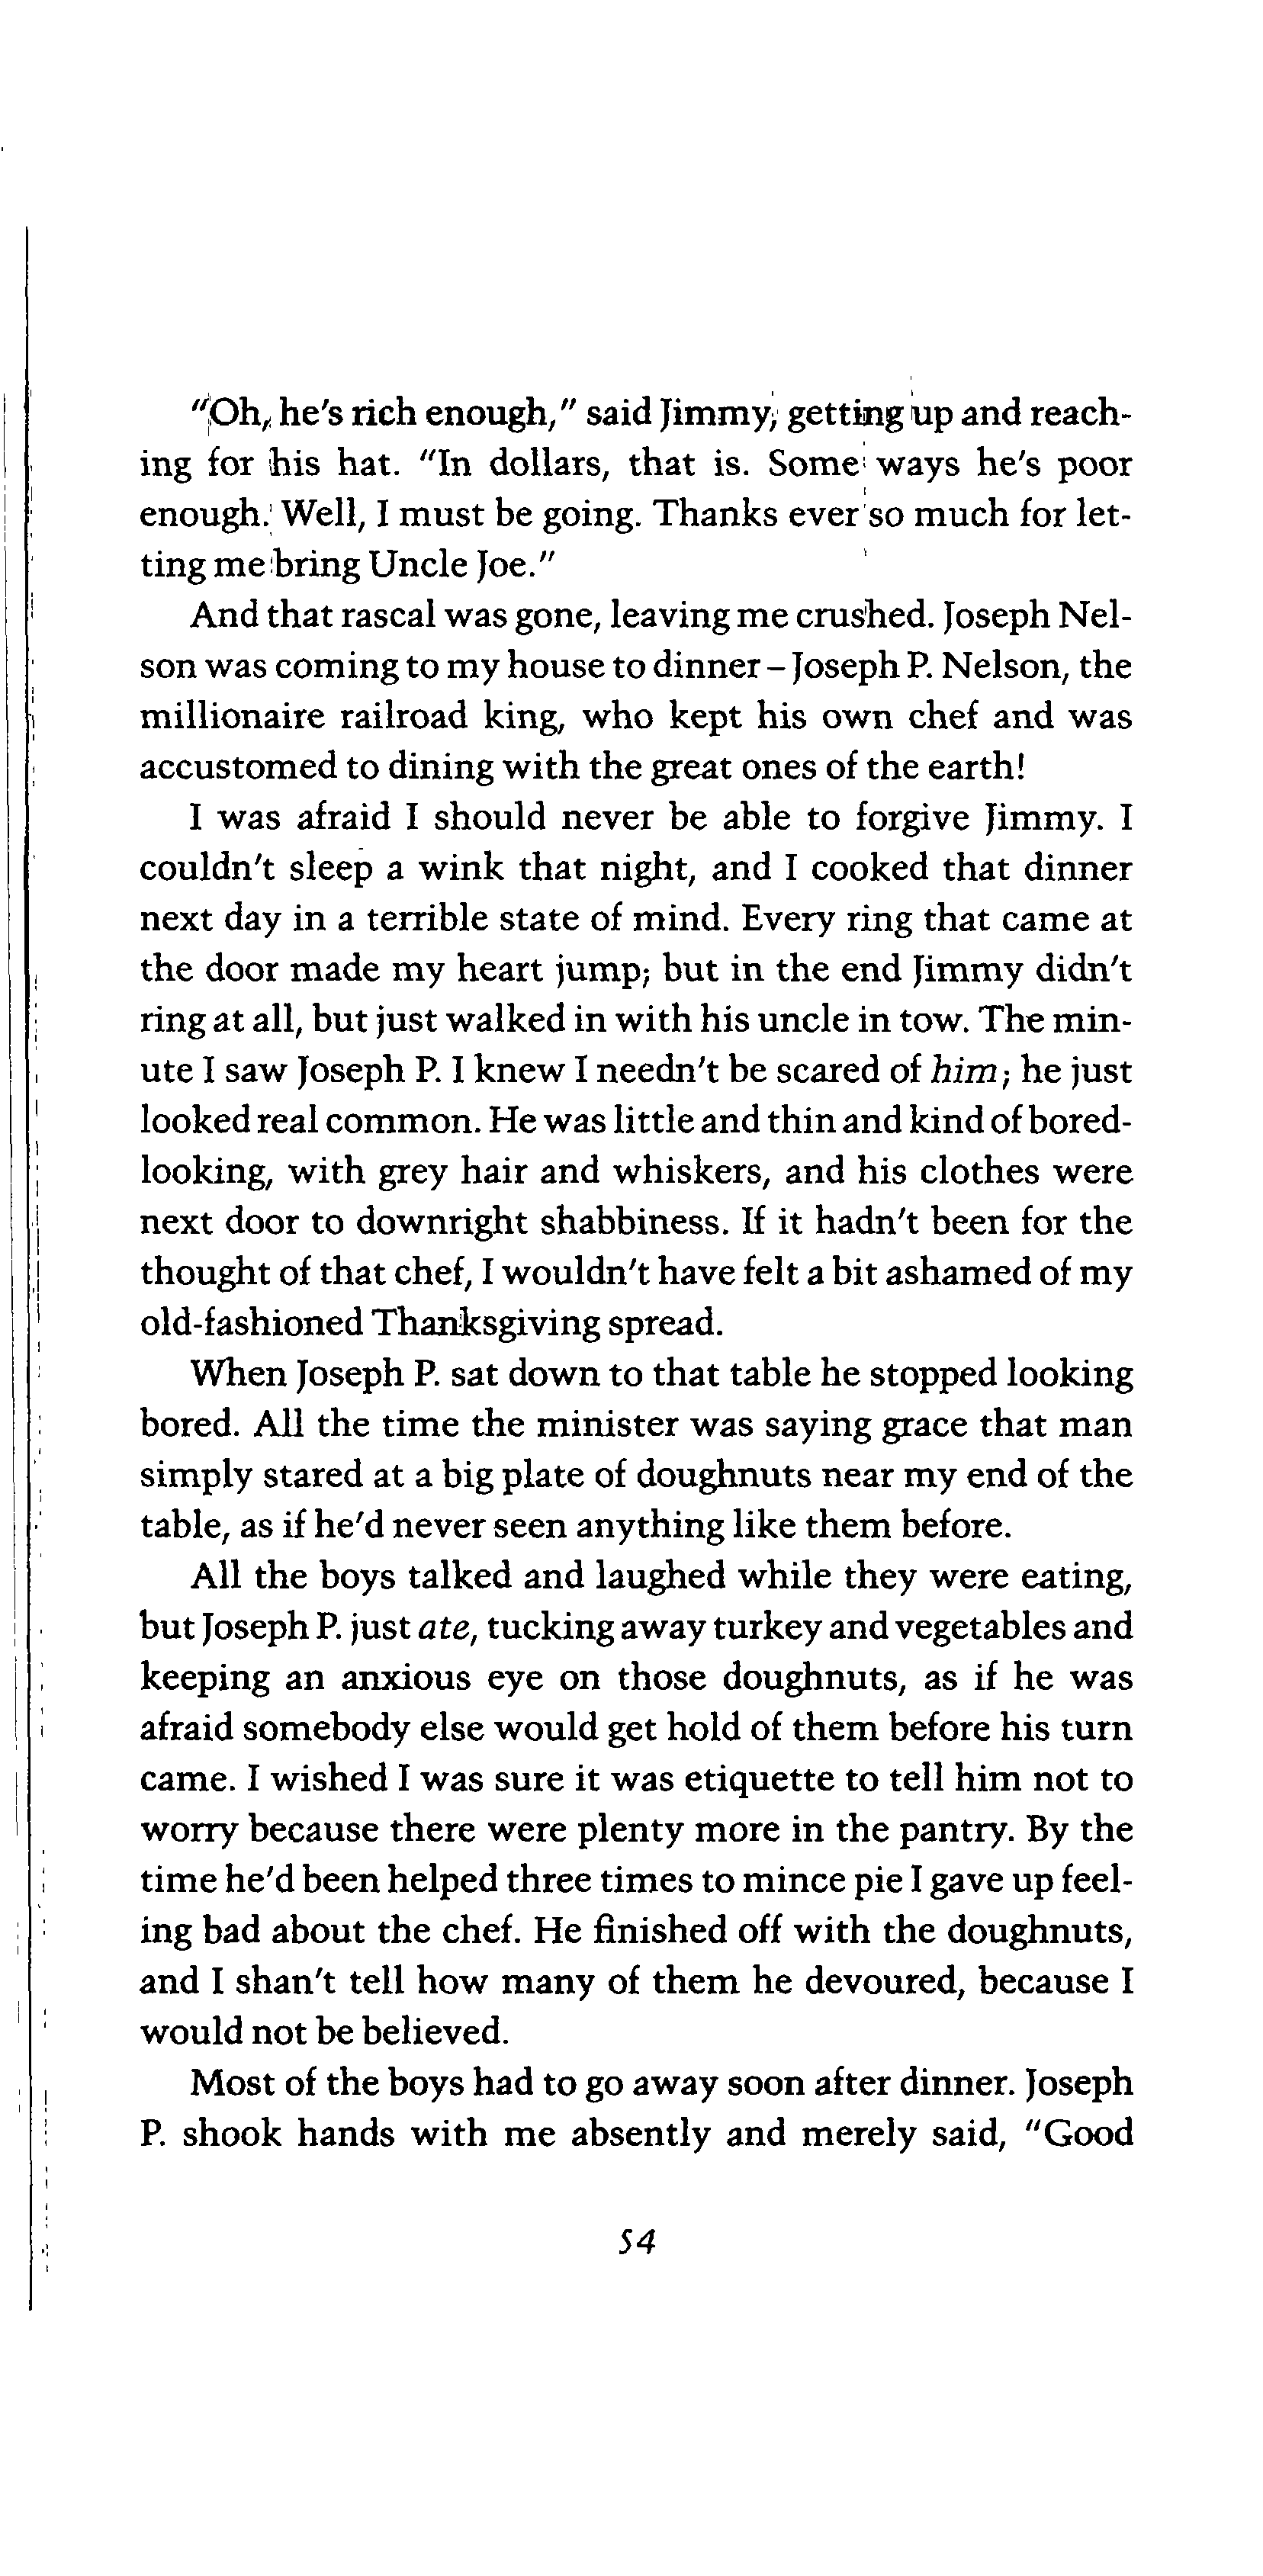 "Oh, he's rich enough," said Jimmy, getting up and reach-
ing for his hat. "In dollars, that is. Some ways he's poor
enough. Well, I must be going. Thanks ever so much for let-
ting me bring Uncle Joe."
And that rascal was gone, leaving me crushed. Joseph Nel-
son was coming to my house to dinner – Joseph P. Nelson, the
millionaire railroad king, who kept his own chef and was
accustomed to dining with the great ones of the earth!
I was afraid I should never be able to forgive Jimmy. I
couldn't sleep a wink that night, and I cooked that dinner
next day in a terrible state of mind. Every ring that came at
the door made my heart jump; but in the end Jimmy didn't
ring at all, but just walked in with his uncle in tow. The min-
ute I saw Joseph P. I knew I needn't be scared of him; he just
looked real common. He was little and thin and kind of bored-
looking, with grey hair and whiskers, and his clothes were
next door to downright shabbiness. If it hadn't been for the
thought of that chef, I wouldn't have felt a bit ashamed of my
old-fashioned Thanksgiving spread.
When Joseph P. sat down to that table he stopped looking
bored. All the time the minister was saying grace that man
simply stared at a big plate of doughnuts near my end of the
table, as if he'd never seen anything like them before.
All the boys talked and laughed while they were eating,
but Joseph P. just ate, tucking away turkey and vegetables and
keeping an anxious eye on those doughnuts, as if he was
afraid somebody else would get hold of them before his turn
came. I wished I was sure it was etiquette to tell him not to
worry because there were plenty more in the pantry. By the
time he'd been helped three times to mince pie I gave up feel-
ing bad about the chef. He finished off with the doughnuts,
and I shan't tell how many of them he devoured, because I
would not be believed.
Most of the boys had to go away soon after dinner. Joseph
P. shook hands with me absently and merely said, "Good
54